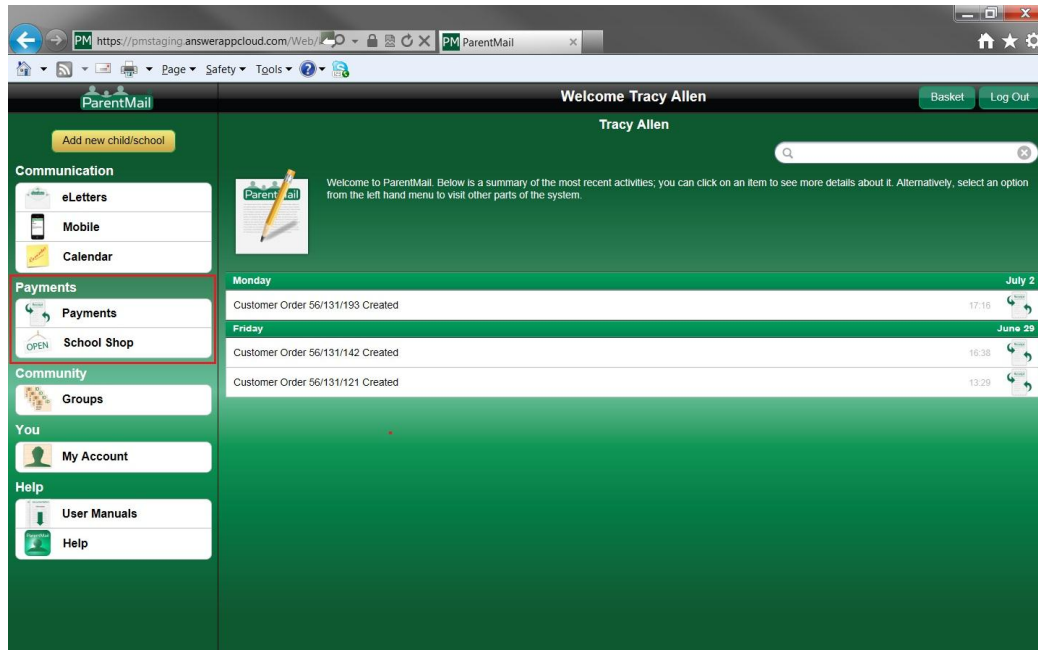 PM https://pmstaging.answerappcloud.com/Web/
PM ParentMail
Page Safety Tools
ParentMail
Welcome Tracy Allen
Basket
Log Out
Add new child/school
Tracy Allen
Communication
eLetters
Mobile
Calendar
ParentMail
Welcome to ParentMail. Below is a summary of the most recent activities; you can click on an item to see more details about it. Alternatively, select an option
from the left hand menu to visit other parts of the system.
Payments
Payments
OPEN
School Shop
Monday July 2
Customer Order 56/131/193 Created 17:16
Friday June 29
Customer Order 56/131/142 Created 16:38
Customer Order 56/131/121 Created 13:29
Community
Groups
You
My Account
Help
User Manuals
Help